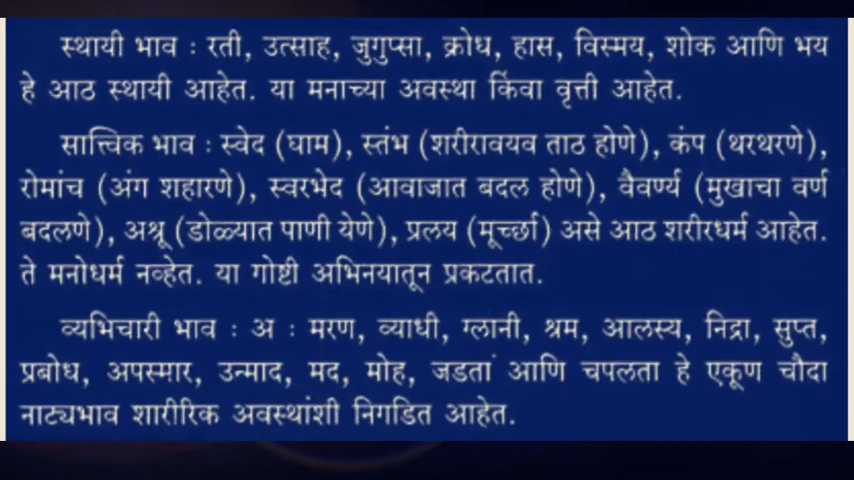 स्थायी भाव : रती, उत्साह, जुगुप्सा, क्रोध, हास, विस्मय, शोक आणि भय
हे आठ स्थायी आहेत. या मनाच्या अवस्था किंवा वृत्ती आहेत.
सात्त्विक भाव : स्वेद (घाम), स्तंभ (शरीरावयव ताठ होणे), कंप (थरथरणे),
रोमांच (अंग शहारणे), स्वरभेद (आवाजात बदल होणे), वैवर्ण्य (मुखाचा वर्ण
बदलणे), अश्रू (डोळ्यात पाणी येणे), प्रलय (मूर्च्छा) असे आठ शरीरधर्म आहेत.
ते मनोधर्म नव्हेत. या गोष्टी अभिनयातून प्रकटतात.
व्यभिचारी भाव : अ : मरण, व्याधी, ग्लानी, श्रम, आलस्य, निद्रा, सुप्त,
प्रबोध, अपस्मार, उन्माद, मद, मोह, जडता आणि चपलता हे एकूण चौदा
नाट्यभाव शारीरिक अवस्थांशी निगडित आहेत.